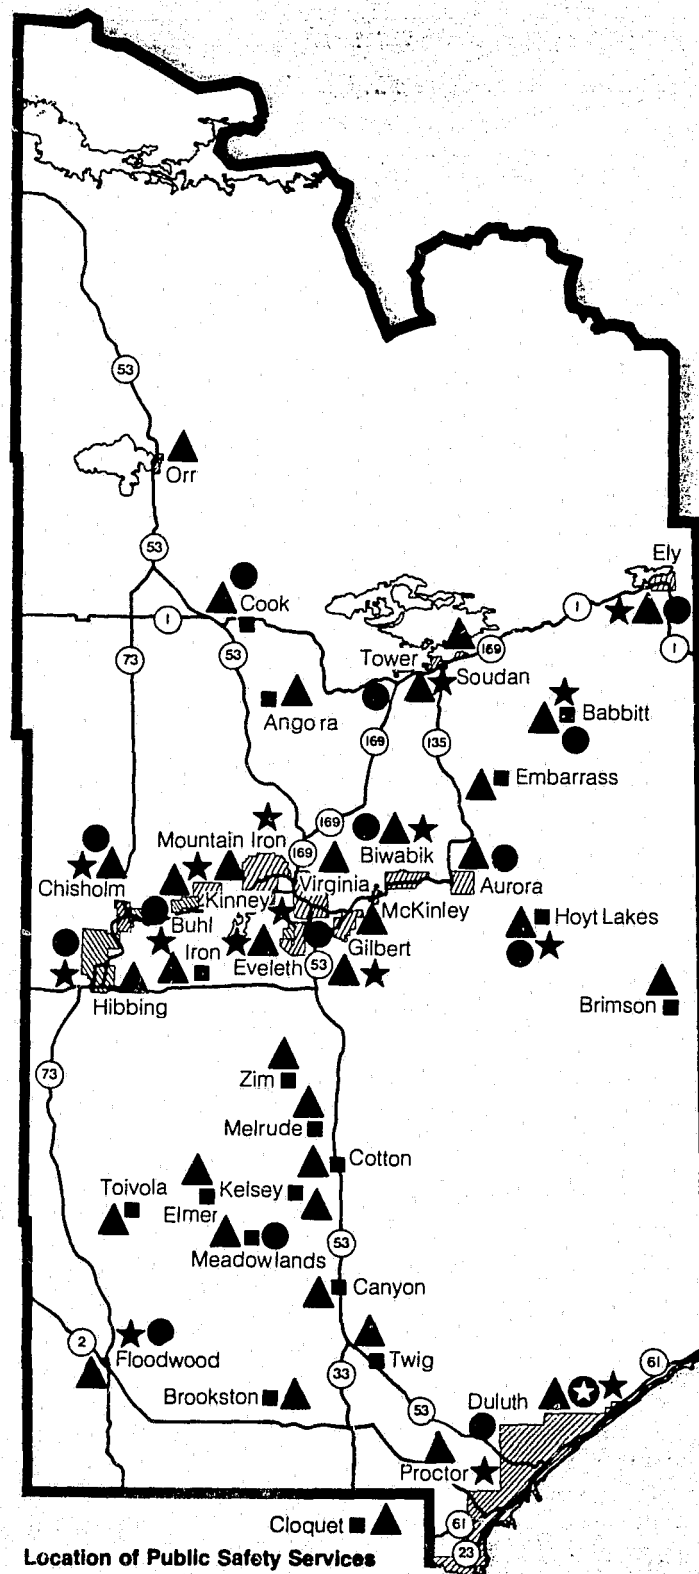 53
Orr
53
Ely
Cook
1
1
73
53
169
1
Tower
Soudan
Angora
Babbitt
169
135
Embarrass
169
Mountain Iron
Biwabik
169
Chisholm
Virginia
Aurora
Kinney
McKinley
Buhl
Hoyt Lakes
Iron
Gilbert
Eveleth
53
Hibbing
Brimson
73
Zim
Melrude
Cotton
Toivola
Kelsey
Elmer
53
Meadowlands
Canyon
2
Floodwood
Twig
61
33
Brookston
53
Duluth
Proctor
Cloquet
61
23
Location of Public Safety Services